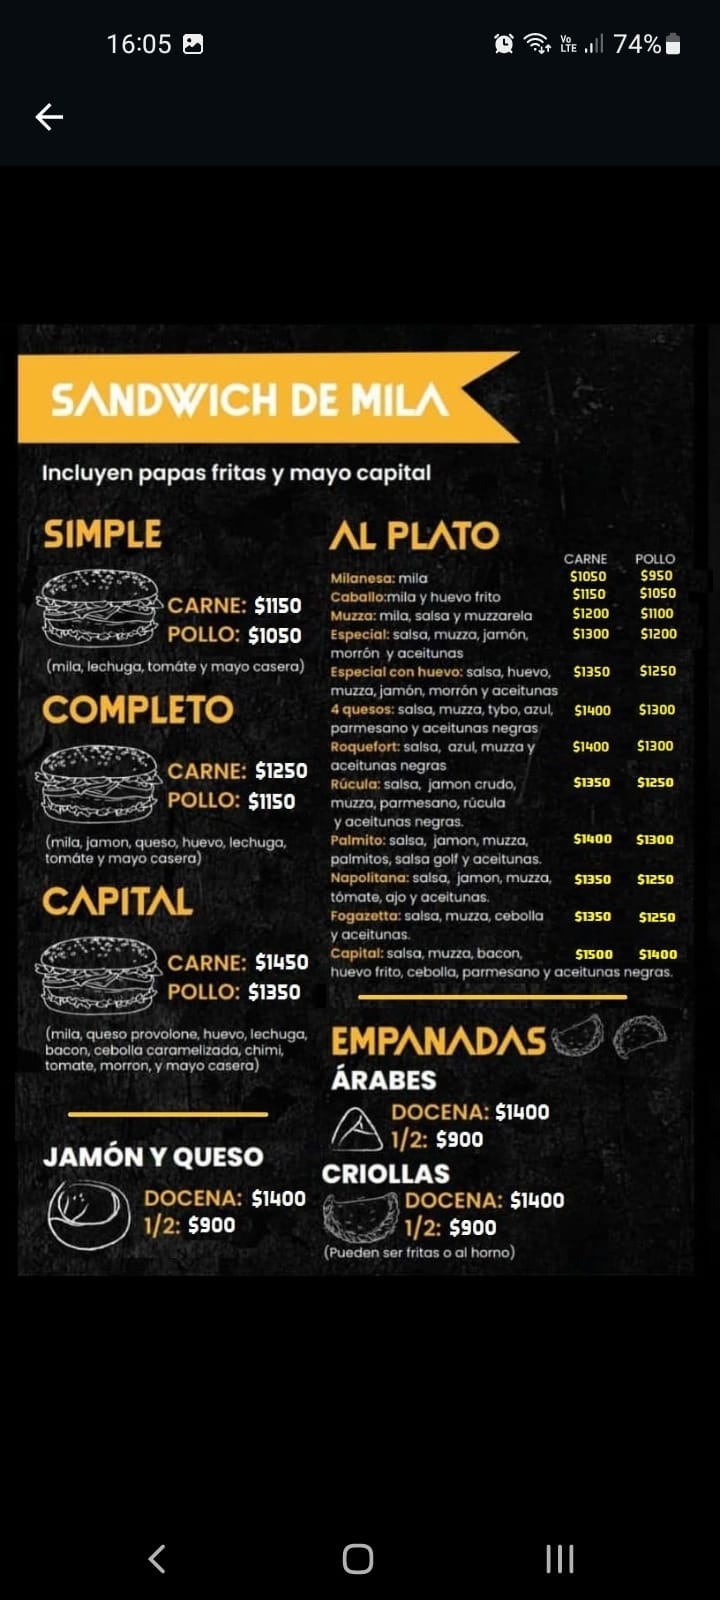 16:05
Vo LTE
74%
SANDWICH DE MILA
Incluyen papas fritas y mayo capital
SIMPLE
CARNE: $1150
POLLO: $1050
(mila, lechuga, tomáte y mayo casera)
COMPLETO
CARNE: $1250
POLLO: $1150
(mila, jamon, queso, huevo, lechuga,
tomáte y mayo casera)
CAPITAL
CARNE: $1450
POLLO: $1350
(mila, queso provolone, huevo, lechuga,
bacon, cebolla caramelizada, chimi,
tomate, morron, y mayo casera)
JAMÓN Y QUESO
DOCENA: $1400
1/2: $900
AL PLATO
CARNE POLLO
Milanesa: mila $1050 $950
Caballo:mila y huevo frito $1150 $1050
Muzza: mila, salsa y muzzarela $1200 $1100
Especial: salsa, muzza, jamón, $1300 $1200
morrón y aceitunas
Especial con huevo: salsa, huevo, $1350 $1250
muzza, jamón, morrón y aceitunas
4 quesos: salsa, muzza, tybo, azul, $1400 $1300
parmesano y aceitunas negras
Roquefort: salsa, azul, muzza y $1400 $1300
aceitunas negras
Rúcula: salsa, jamon crudo, $1350 $1250
muzza, parmesano, rúcula
y aceitunas negras.
Palmito: salsa, jamon, muzza, $1400 $1300
palmitos, salsa golf y aceitunas.
Napolitana: salsa, jamon, muzza, $1350 $1250
tómate, ajo y aceitunas.
Fogazetta: salsa, muzza, cebolla $1350 $1250
y aceitunas.
Capital: salsa, muzza, bacon, $1500 $1400
huevo frito, cebolla, parmesano y aceitunas negras.
EMPANADAS
ÁRABES
DOCENA: $1400
1/2: $900
CRIOLLAS
DOCENA: $1400
1/2: $900
(Pueden ser fritas o al horno)